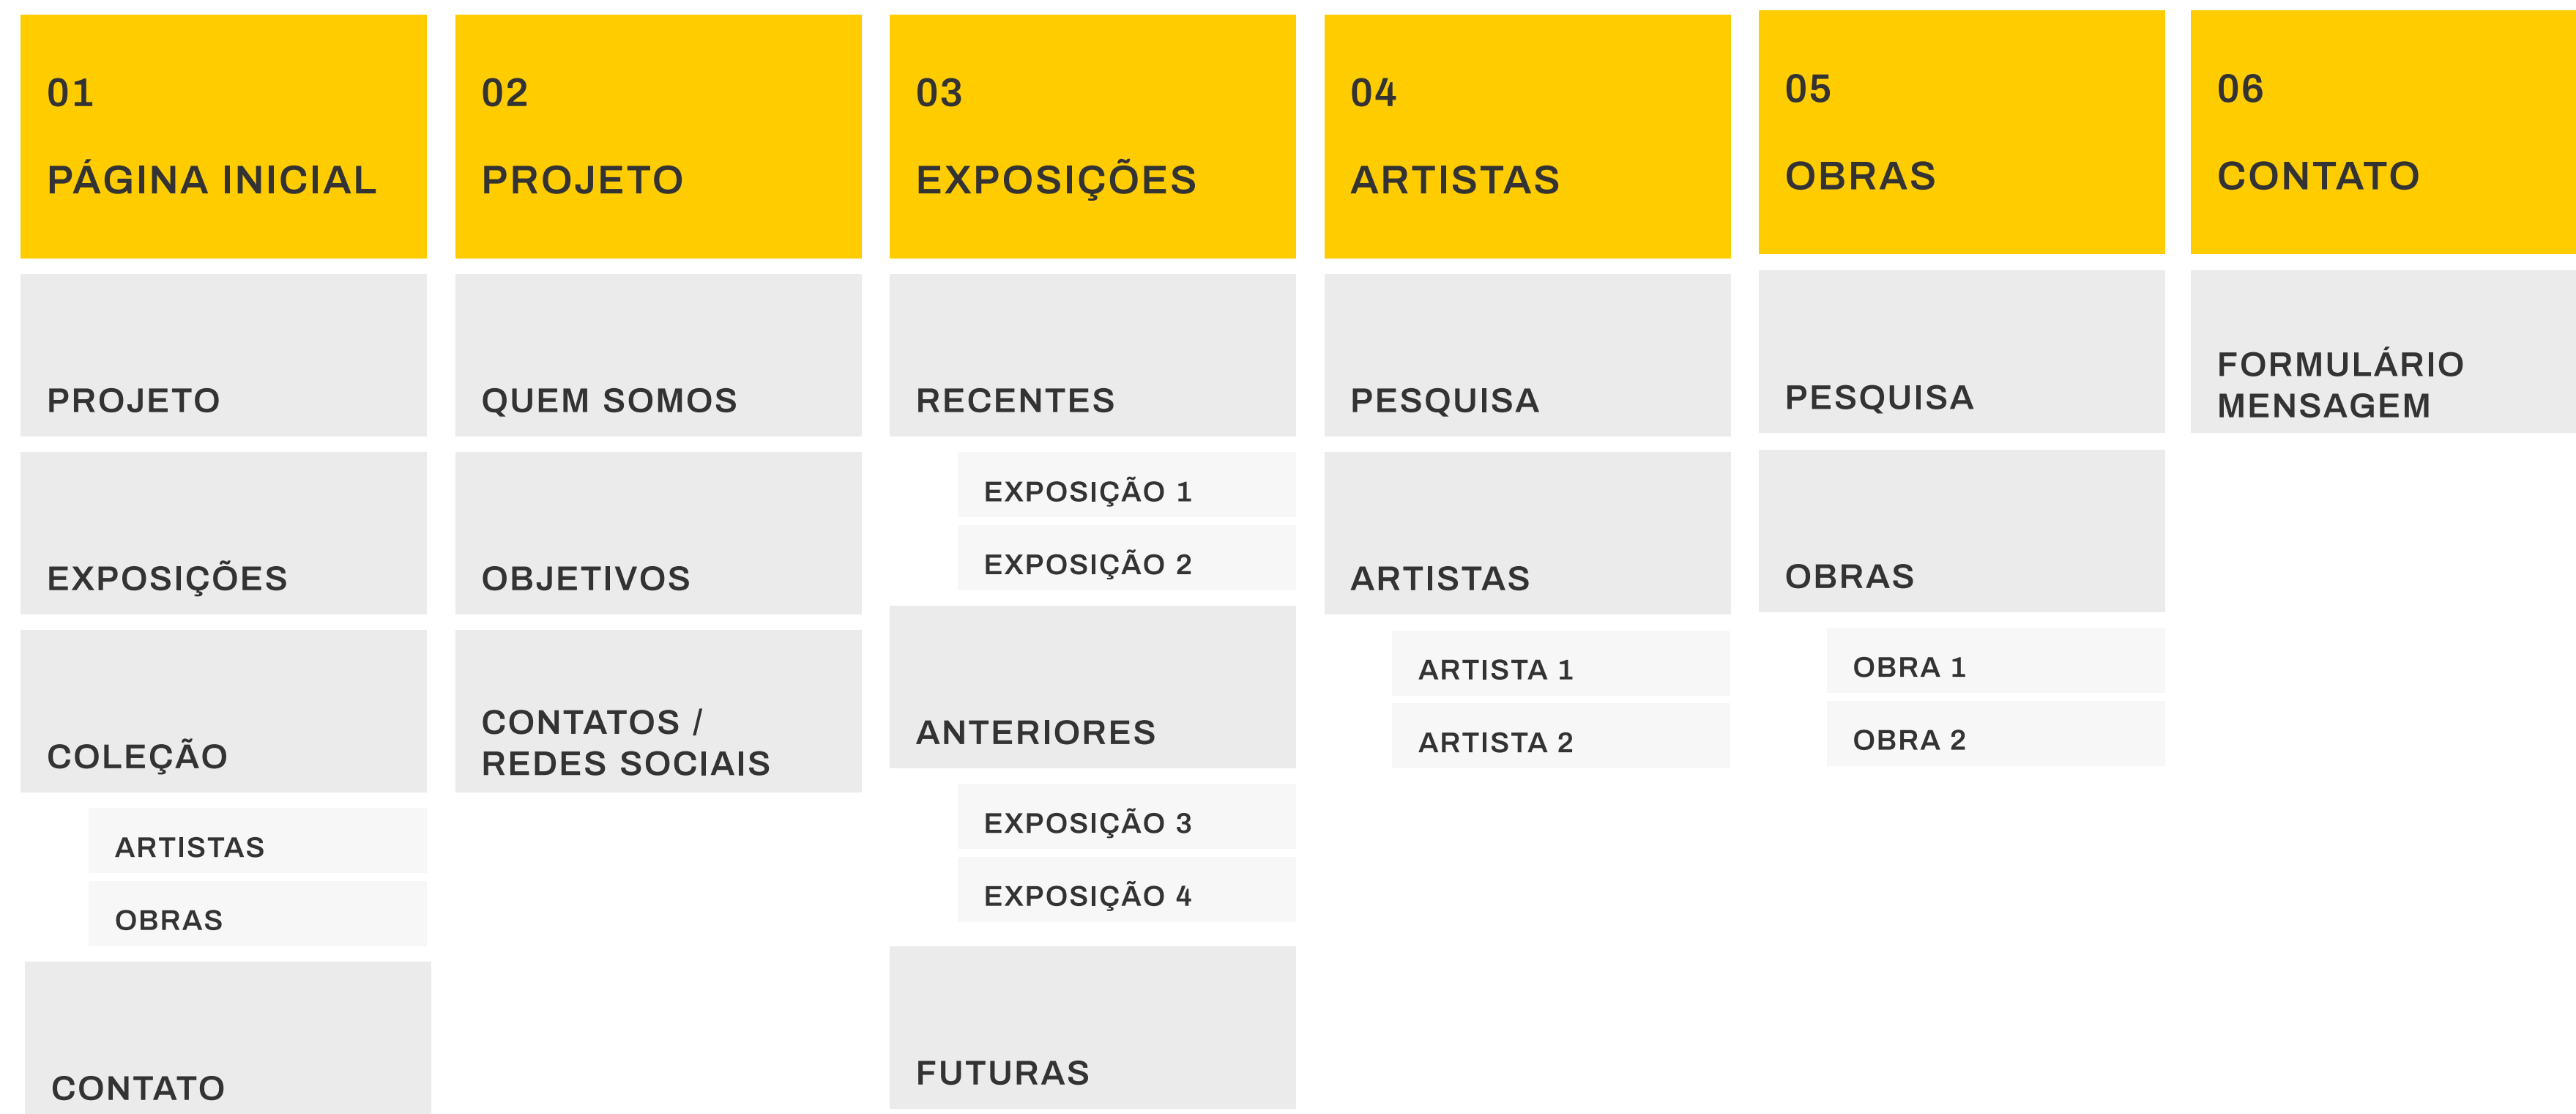 01
PÁGINA INICIAL
PROJETO
EXPOSIÇÕES
COLEÇÃO
ARTISTAS
OBRAS
CONTATO
02
PROJETO
QUEM SOMOS
OBJETIVOS
CONTATOS /
REDES SOCIAIS
03
EXPOSIÇÕES
RECENTES
EXPOSIÇÃO 1
EXPOSIÇÃO 2
ANTERIORES
EXPOSIÇÃO 3
EXPOSIÇÃO 4
FUTURAS
04
ARTISTAS
PESQUISA
ARTISTAS
ARTISTA 1
ARTISTA 2
05
OBRAS
PESQUISA
OBRAS
OBRA 1
OBRA 2
06
CONTATO
FORMULÁRIO
MENSAGEM